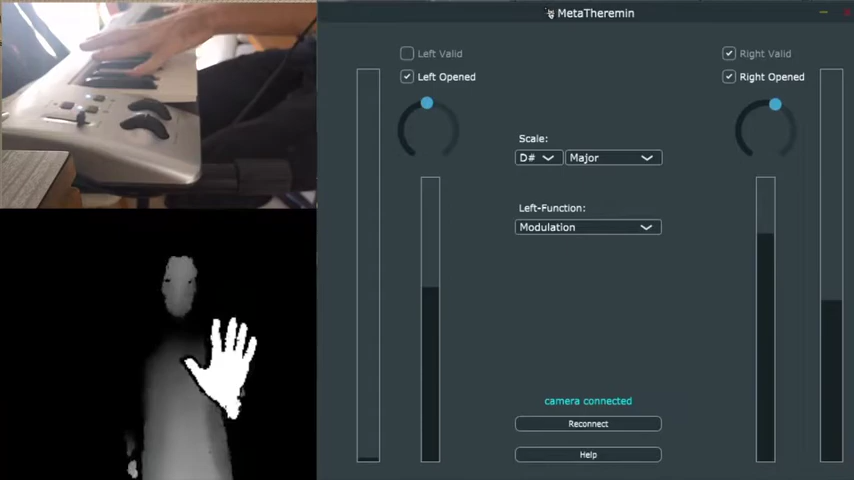 MetaTheremin
Left Valid
Right Valid
Left Opened
Right Opened
Scale:
D# Major
Left-Function:
Modulation
camera connected
Reconnect
Help